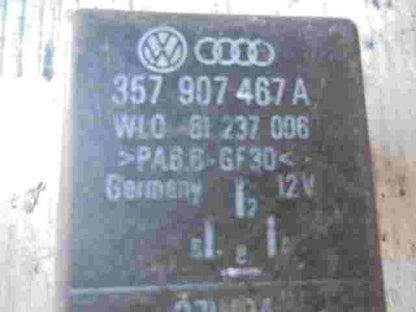 357 907 467 A
WLO 61 237 006
>PA6.6-GF30<
Germany 12V